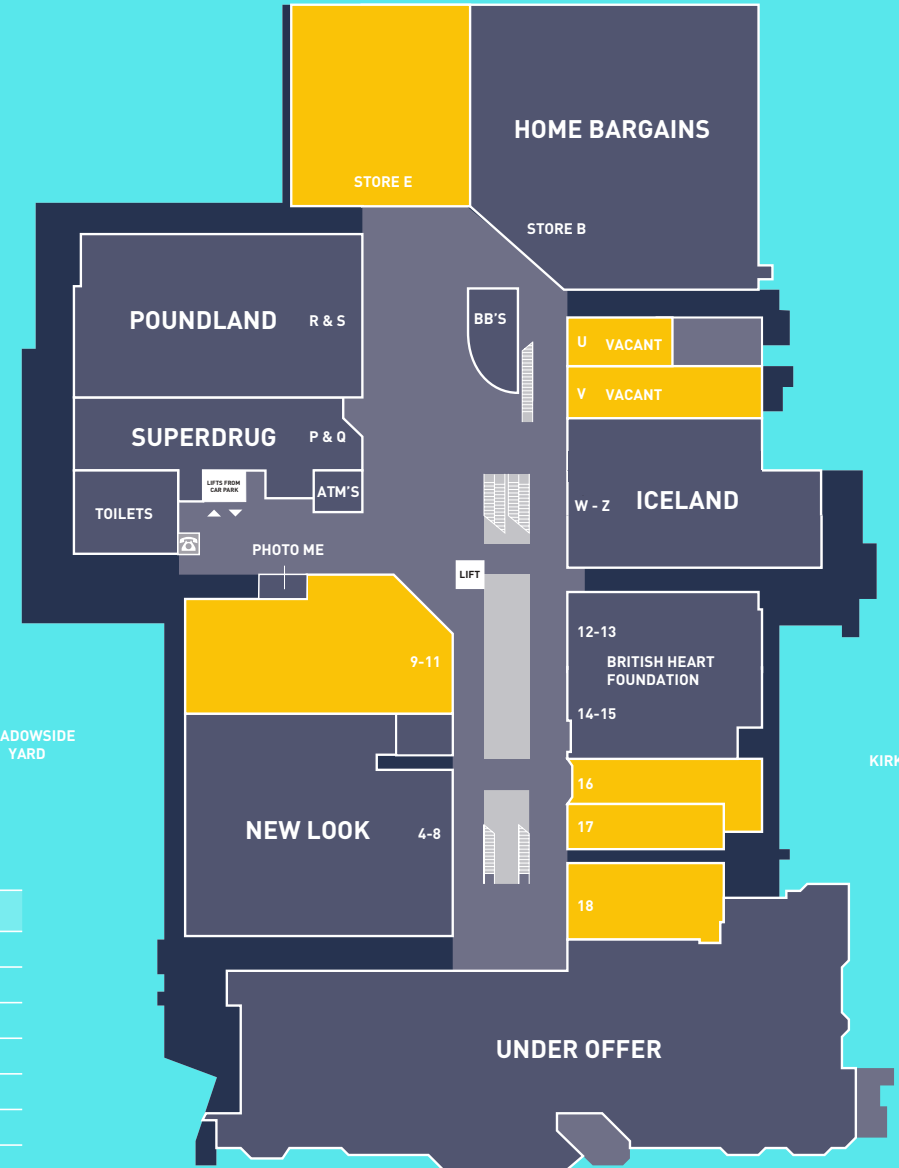 HOME BARGAINS
STORE E
STORE B
POUNDLAND R & S
BB'S
U VACANT
V VACANT
SUPERDRUG P & Q
LIFTS FROM
CAR PARK
ATM'S
TOILETS
W - Z ICELAND
PHOTO ME
LIFT
12-13
9-11
BRITISH HEART
FOUNDATION
14-15
ADOWSIDE
YARD
KIRK
16
17
NEW LOOK 4-8
18
UNDER OFFER